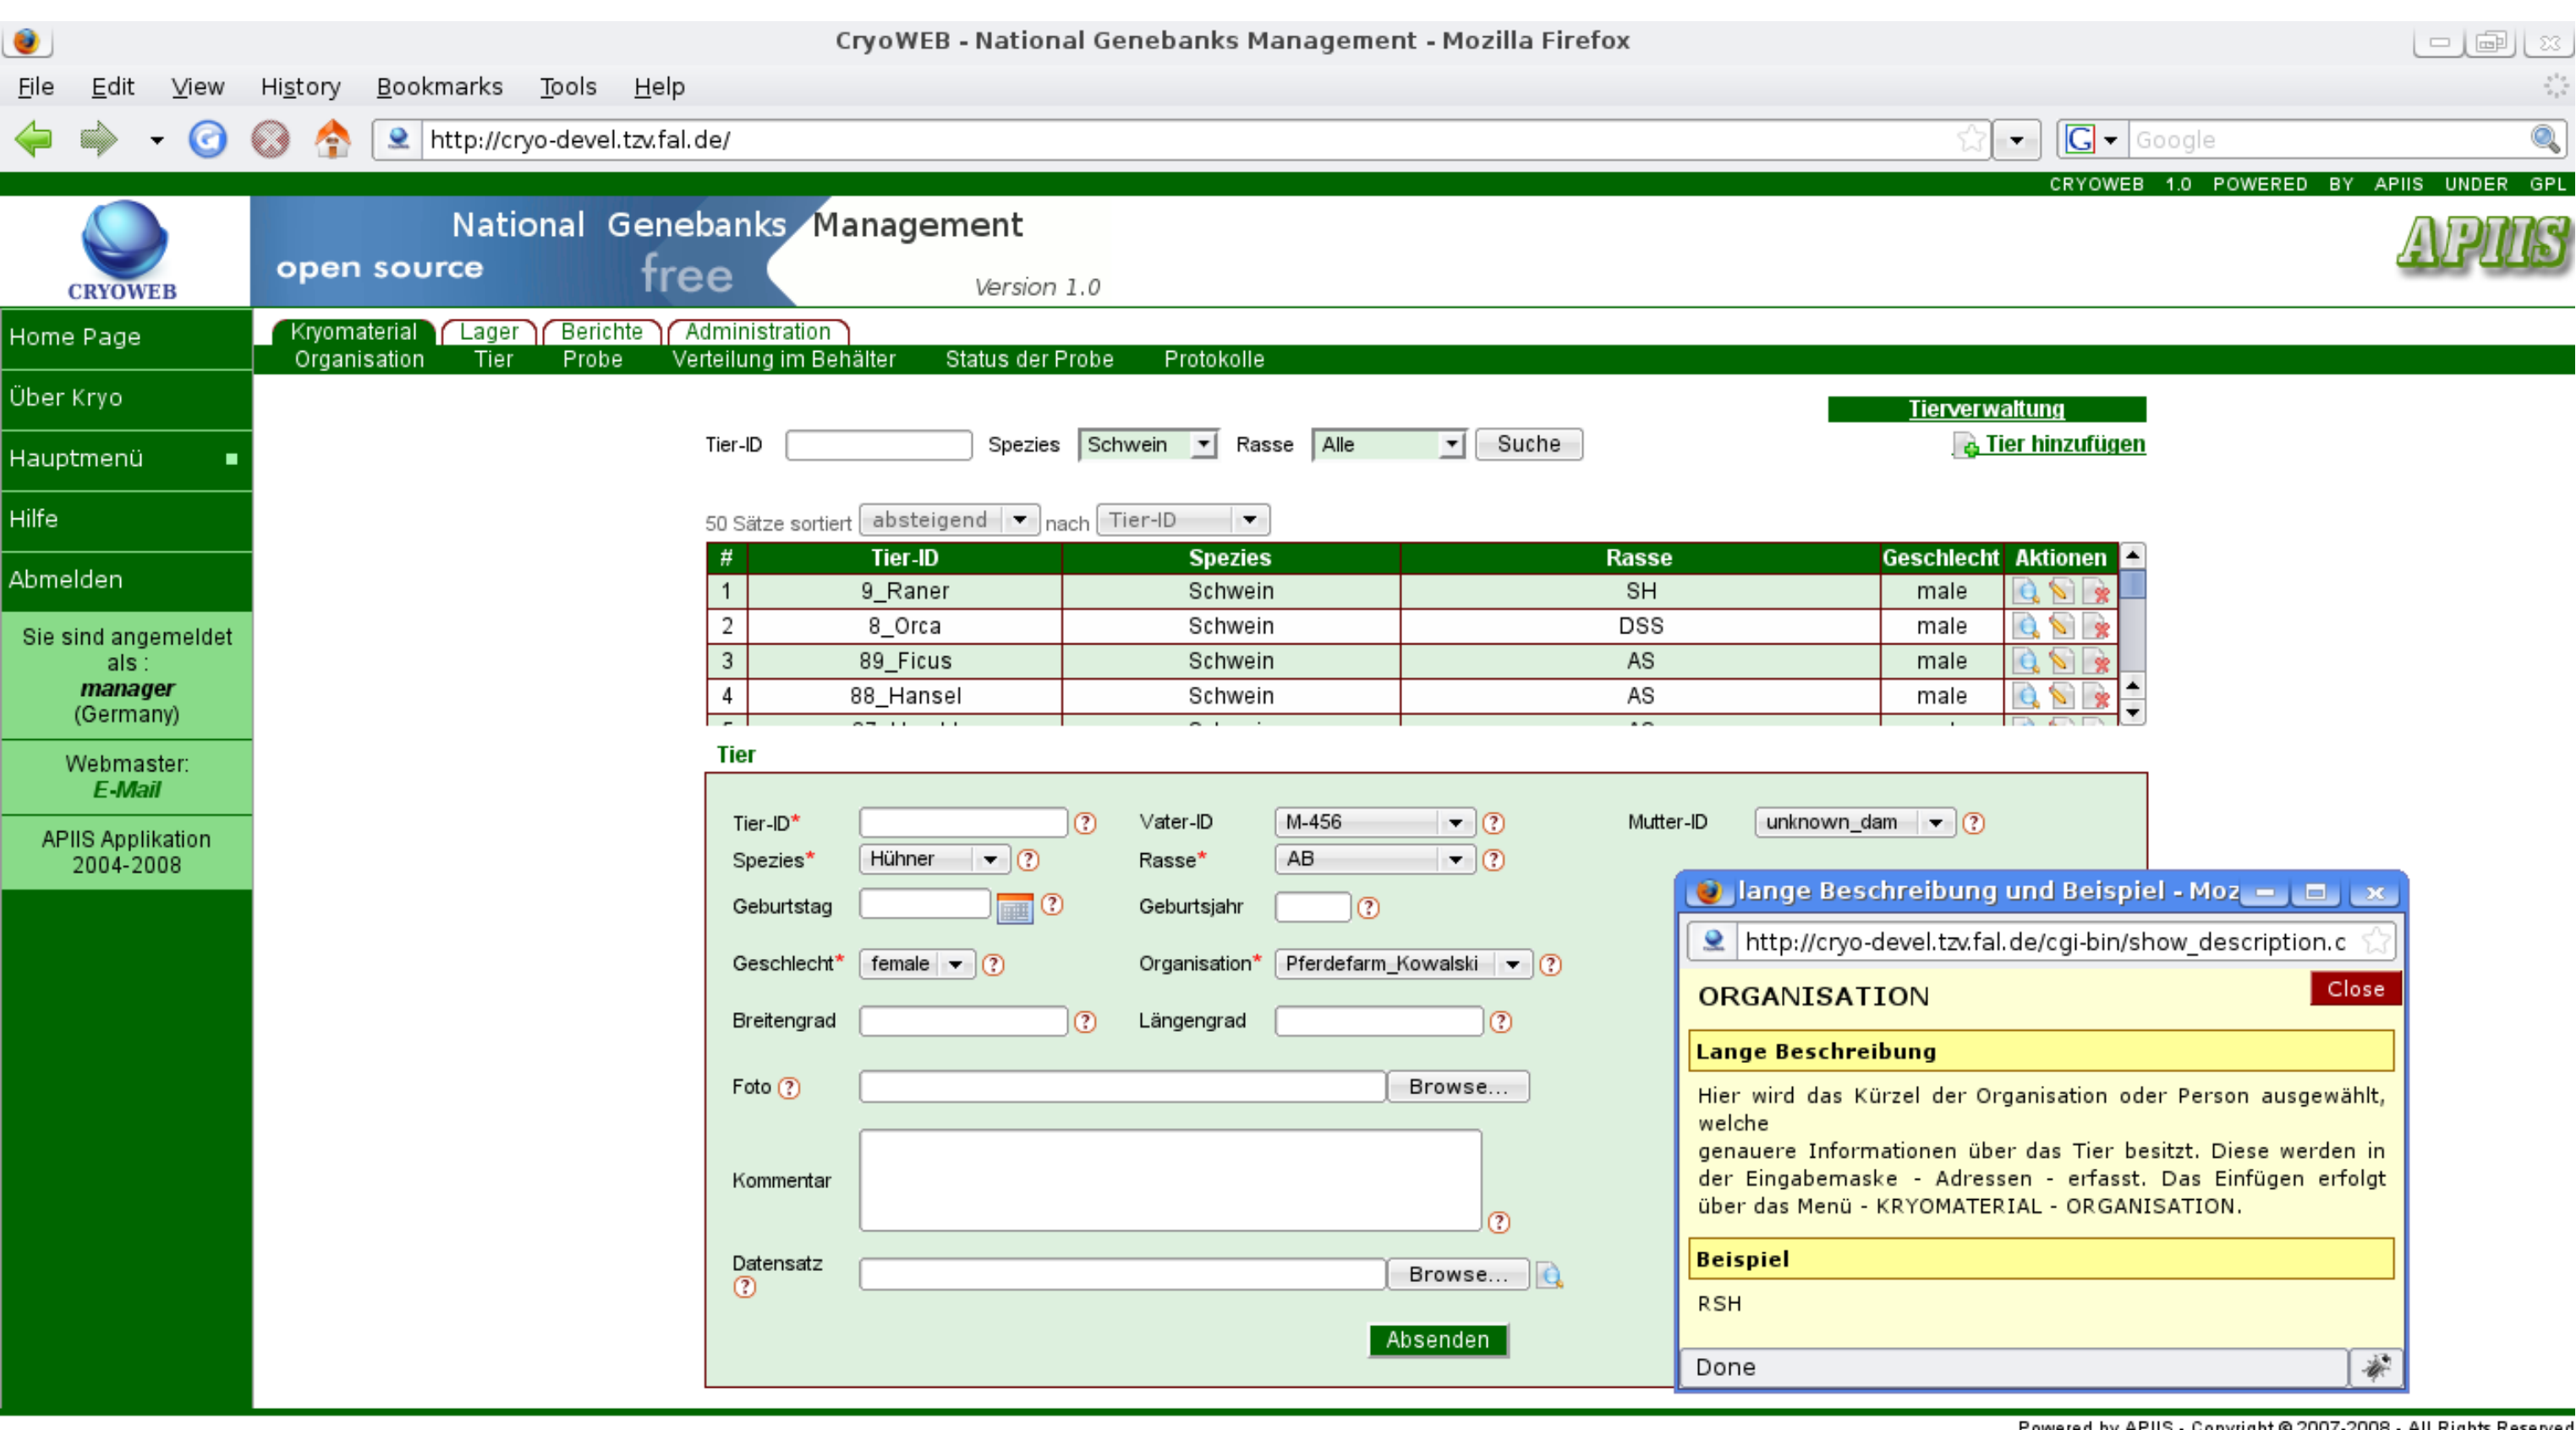 CryoWEB - National Genebanks Management - Mozilla Firefox
File Edit View History Bookmarks Tools Help
http://cryo-devel.tzv.fal.de/
Google
CRYOWEB 1.0 POWERED BY APIIS UNDER GPL
National Genebanks Management
open source free
Version 1.0
CRYOWEB
APIIS
Home Page
Über Kryo
Hauptmenü
Hilfe
Abmelden
Sie sind angemeldet
als :
manager
(Germany)
Webmaster:
E-Mail
APIIS Applikation
2004-2008
Kryomaterial Lager Berichte Administration
Organisation Tier Probe Verteilung im Behälter Status der Probe Protokolle
Tierverwaltung
Tier-ID Spezies Schwein Rasse Alle Suche
Tier hinzufügen
50 Sätze sortiert absteigend nach Tier-ID
# Tier-ID Spezies Rasse Geschlecht Aktionen
1 9_Raner Schwein SH male
2 8_Orca Schwein DSS male
3 89_Ficus Schwein AS male
4 88_Hansel Schwein AS male
Tier
Tier-ID* ? Vater-ID M-456 ? Mutter-ID unknown_dam ?
Spezies* Hühner ? Rasse* AB ?
Geburtstag ? Geburtsjahr ?
Geschlecht* female ? Organisation* Pferdefarm_Kowalski ?
Breitengrad ? Längengrad ?
Foto ? Browse...
Kommentar ?
Datensatz ? Browse...
Absenden
lange Beschreibung und Beispiel - Moz
http://cryo-devel.tzv.fal.de/cgi-bin/show_description.c
Close
ORGANISATION
Lange Beschreibung
Hier wird das Kürzel der Organisation oder Person ausgewählt,
welche
genauere Informationen über das Tier besitzt. Diese werden in
der Eingabemaske - Adressen - erfasst. Das Einfügen erfolgt
über das Menü - KRYOMATERIAL - ORGANISATION.
Beispiel
RSH
Done
Powered by APIIS - Copyright © 2007-2008 - All Rights Reserved